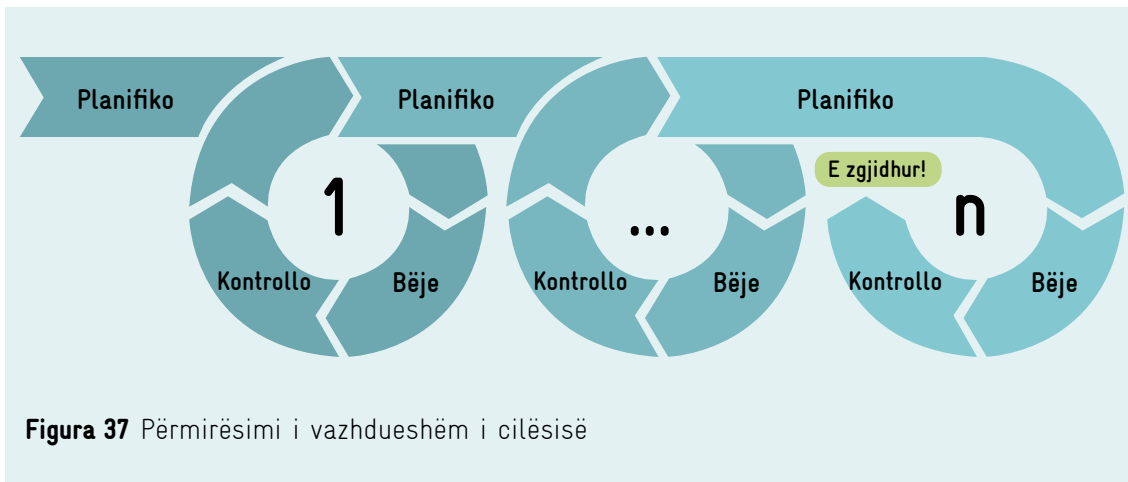 Planifiko
Planifiko
Planifiko
E zgjidhur!
1
...
n
Kontrollo
Bëje
Kontrollo
Bëje
Kontrollo
Bëje
Figura 37 Përmirësimi i vazhdueshëm i cilësisë